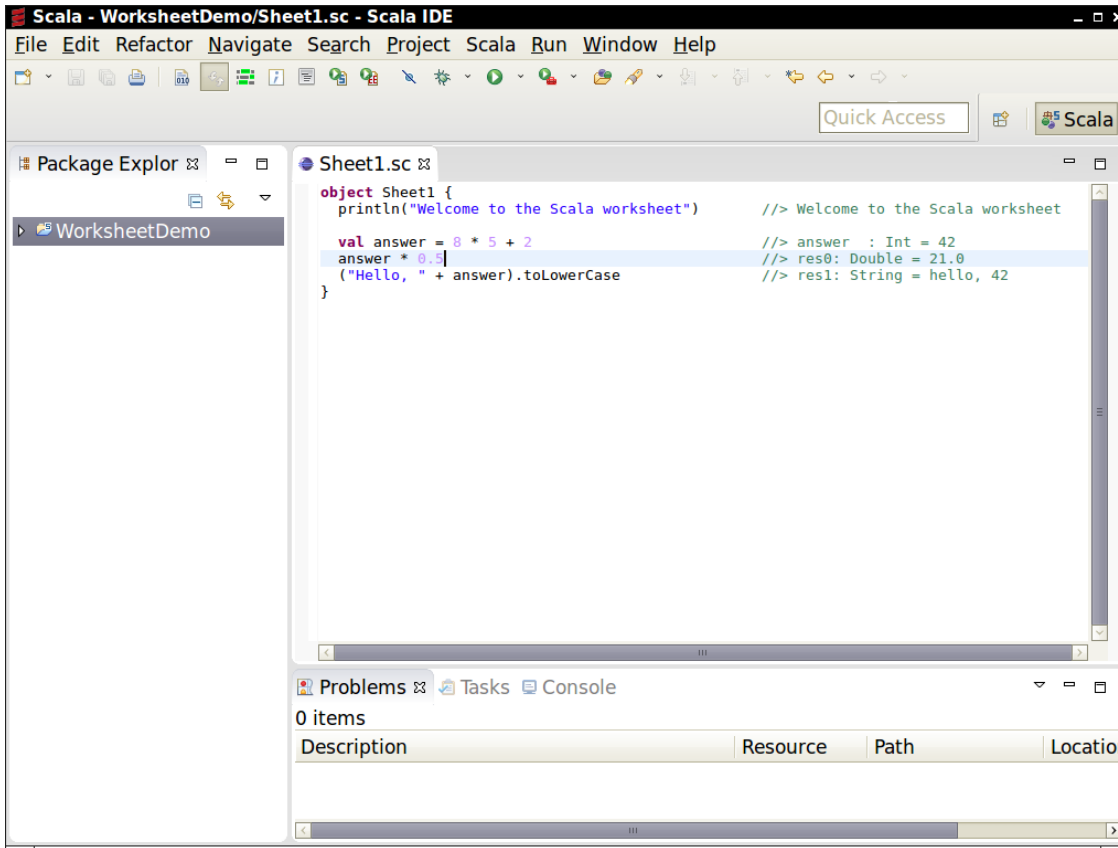 Scala - WorksheetDemo/Sheet1.sc - Scala IDE
File Edit Refactor Navigate Search Project Scala Run Window Help
Quick Access Scala
Package Explor Sheet1.sc
WorksheetDemo
object Sheet1 {
  println("Welcome to the Scala worksheet")       //> Welcome to the Scala worksheet
  val answer = 8 * 5 + 2                          //> answer  : Int = 42
  answer * 0.5                                    //> res0: Double = 21.0
  ("Hello, " + answer).toLowerCase                //> res1: String = hello, 42
}
Problems Tasks Console
0 items
Description Resource Path Locatio